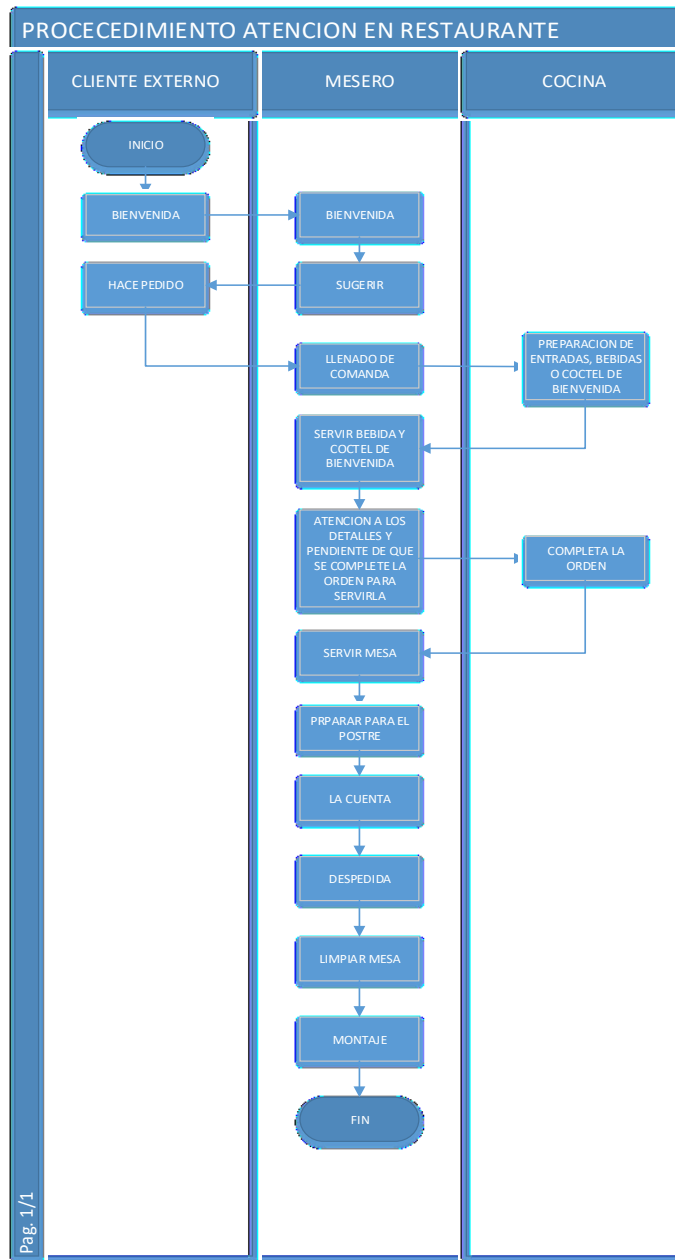 PROCECEDIMIENTO ATENCION EN RESTAURANTE
CLIENTE EXTERNO
MESERO
COCINA
INICIO
BIENVENIDA
BIENVENIDA
HACE PEDIDO
SUGERIR
LLENADO DE
COMANDA
PREPARACION DE
ENTRADAS, BEBIDAS
O COCTEL DE
BIENVENIDA
SERVIR BEBIDA Y
COCTEL DE
BIENVENIDA
ATENCION A LOS
DETALLES Y
PENDIENTE DE QUE
SE COMPLETE LA
ORDEN PARA
SERVIRLA
COMPLETA LA
ORDEN
SERVIR MESA
PRPARAR PARA EL
POSTRE
LA CUENTA
DESPEDIDA
LIMPIAR MESA
MONTAJE
FIN
Pag. 1/1